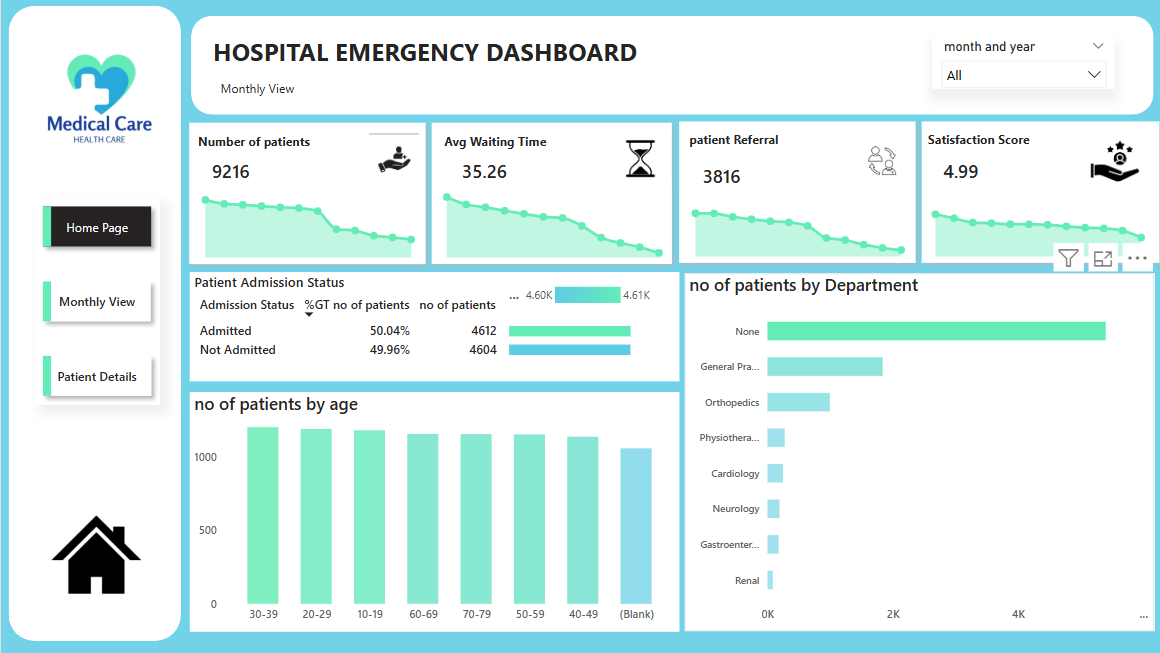 Medical Care
HEALTH CARE
Home Page
Monthly View
Patient Details
HOSPITAL EMERGENCY DASHBOARD
Monthly View
month and year
All
Number of patients
9216
Avg Waiting Time
35.26
patient Referral
3816
Satisfaction Score
4.99
Patient Admission Status
Admission Status %GT no of patients no of patients ... 4.60K 4.61K
Admitted 50.04% 4612
Not Admitted 49.96% 4604
no of patients by age
1000
500
0
30-39 20-29 10-19 60-69 70-79 50-59 40-49 (Blank)
no of patients by Department
None
General Pra...
Orthopedics
Physiothera...
Cardiology
Neurology
Gastroenter...
Renal
0K 2K 4K ...